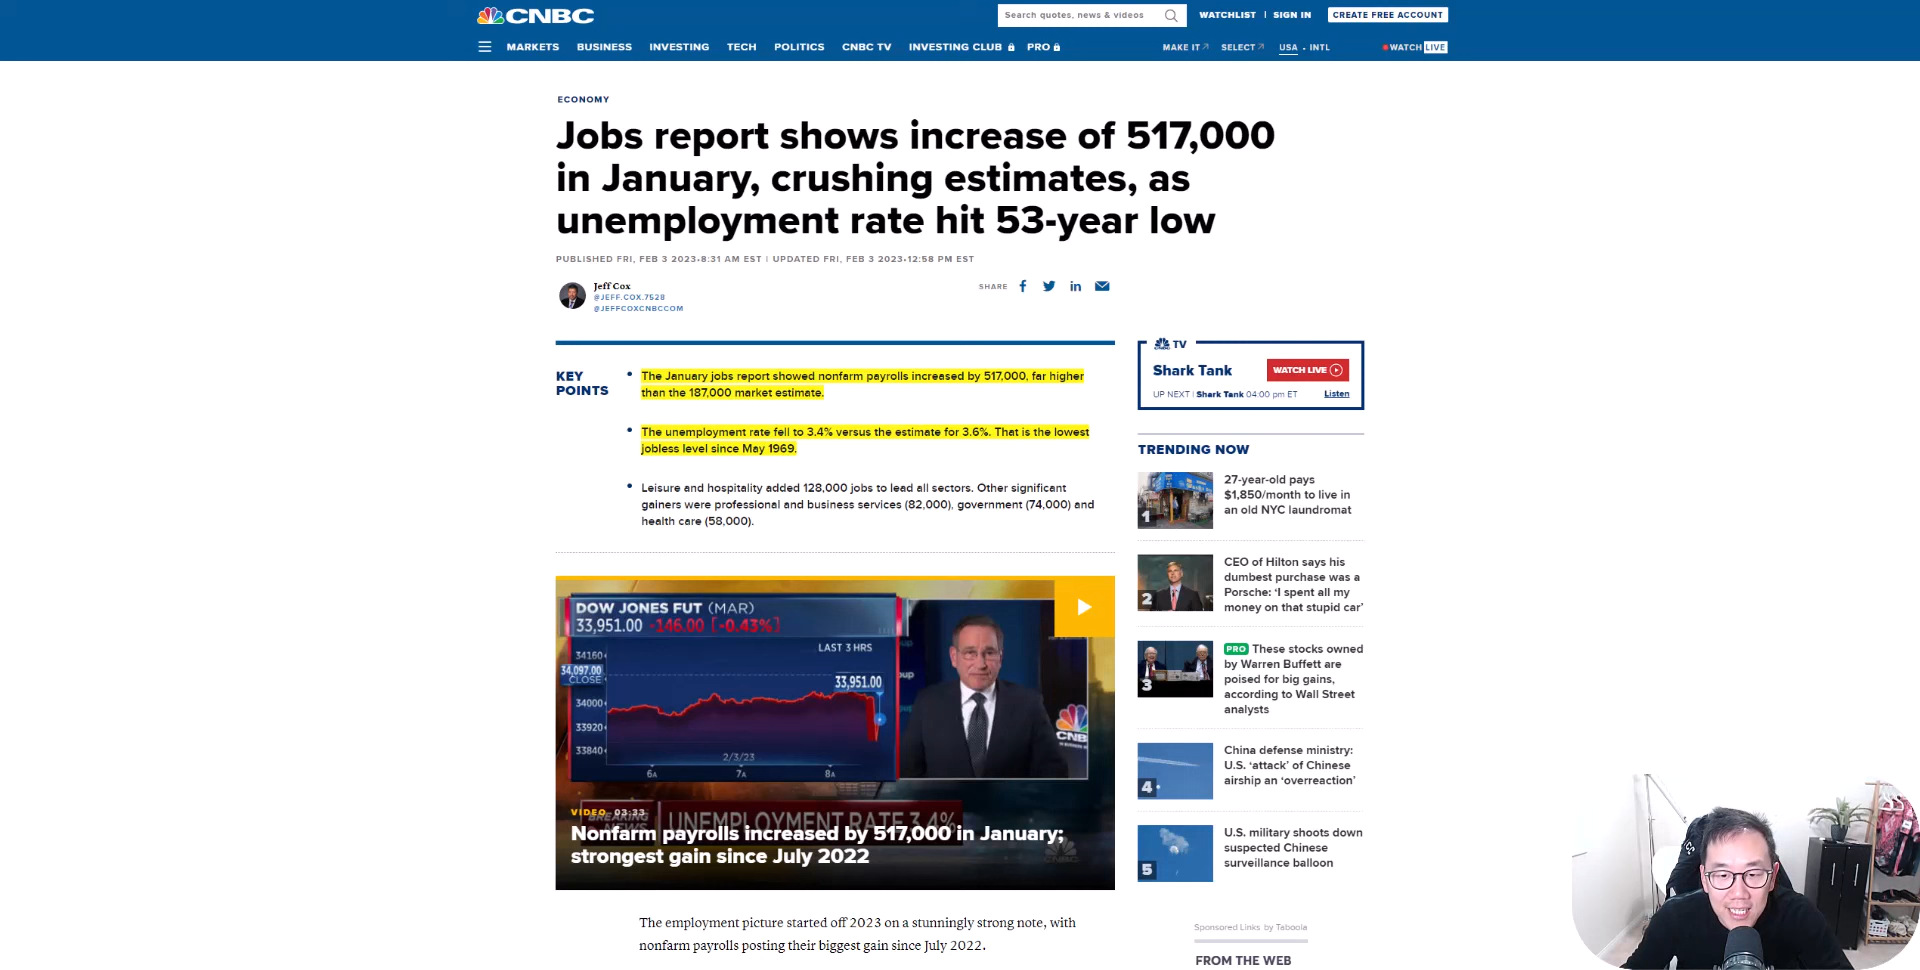 CNBC
Search quotes, news & videos
WATCHLIST | SIGN IN
CREATE FREE ACCOUNT
MARKETS BUSINESS INVESTING TECH POLITICS CNBC TV INVESTING CLUB PRO
MAKE IT SELECT USA • INTL
WATCH LIVE
ECONOMY
Jobs report shows increase of 517,000
in January, crushing estimates, as
unemployment rate hit 53-year low
PUBLISHED FRI, FEB 3 2023•8:31 AM EST | UPDATED FRI, FEB 3 2023•12:58 PM EST
Jeff Cox
@JEFF.COX.7528
@JEFFCOXCNBCCOM
SHARE
KEY
POINTS
The January jobs report showed nonfarm payrolls increased by 517,000, far higher
than the 187,000 market estimate.
The unemployment rate fell to 3.4% versus the estimate for 3.6%. That is the lowest
jobless level since May 1969.
Leisure and hospitality added 128,000 jobs to lead all sectors. Other significant
gainers were professional and business services (82,000), government (74,000) and
health care (58,000).
DOW JONES FUT (MAR)
33,951.00 -146.00 [-0.43%]
LAST 3 HRS
34160
34,097.00
CLOSE
33,951.00
34000
33920
33840
2/3/23
6A 7A 8A
CNB
BREAKING
NEWS
UNEMPLOYMENT RATE 3.4%
VIDEO 03:33
Nonfarm payrolls increased by 517,000 in January;
strongest gain since July 2022
The employment picture started off 2023 on a stunningly strong note, with
nonfarm payrolls posting their biggest gain since July 2022.
TV
Shark Tank
WATCH LIVE
UP NEXT | Shark Tank 04:00 pm ET
Listen
TRENDING NOW
1
27-year-old pays
$1,850/month to live in
an old NYC laundromat
2
CEO of Hilton says his
dumbest purchase was a
Porsche: ‘I spent all my
money on that stupid car’
3
PRO These stocks owned
by Warren Buffett are
poised for big gains,
according to Wall Street
analysts
4
China defense ministry:
U.S. ‘attack’ of Chinese
airship an ‘overreaction’
5
U.S. military shoots down
suspected Chinese
surveillance balloon
Sponsored Links by Taboola
FROM THE WEB